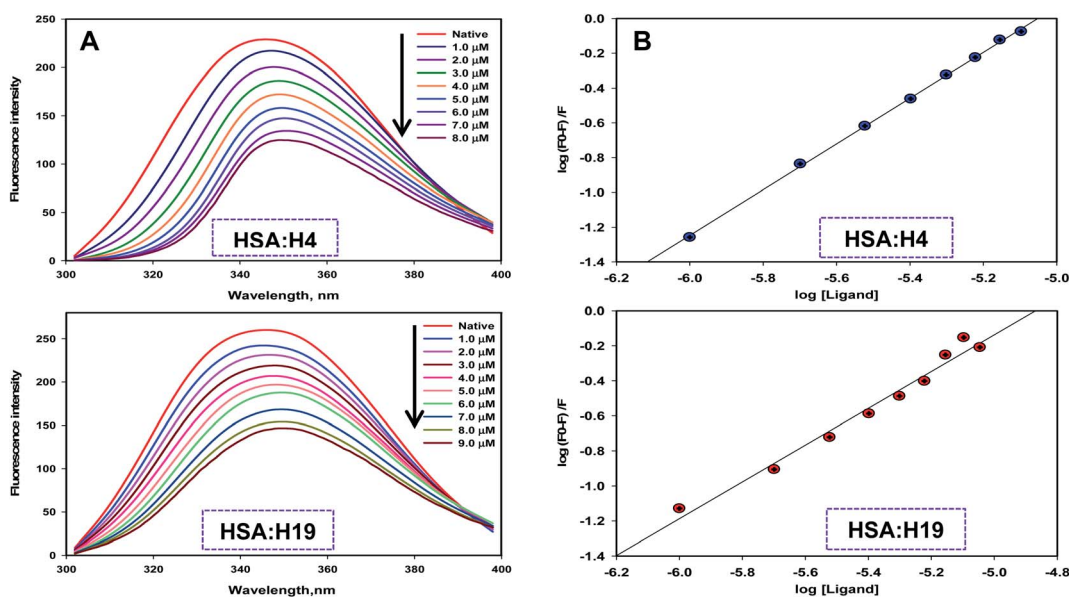 A
Fluorescence intensity
250
200
150
100
50
0
300 320 340 360 380 400
Wavelength, nm
Native
1.0 µM
2.0 µM
3.0 µM
4.0 µM
5.0 µM
6.0 µM
7.0 µM
8.0 µM
HSA:H4
B
log (F0-F) /F
0.0
-0.2
-0.4
-0.6
-0.8
-1.0
-1.2
-1.4
-6.2 -6.0 -5.8 -5.6 -5.4 -5.2 -5.0
log [Ligand]
HSA:H4
Fluorescence intensity
250
200
150
100
50
0
300 320 340 360 380 400
Wavelength,nm
Native
1.0 µM
2.0 µM
3.0 µM
4.0 µM
5.0 µM
6.0 µM
7.0 µM
8.0 µM
9.0 µM
HSA:H19
log (F0-F) /F
0.0
-0.2
-0.4
-0.6
-0.8
-1.0
-1.2
-1.4
-6.2 -6.0 -5.8 -5.6 -5.4 -5.2 -5.0 -4.8
log [Ligand]
HSA:H19